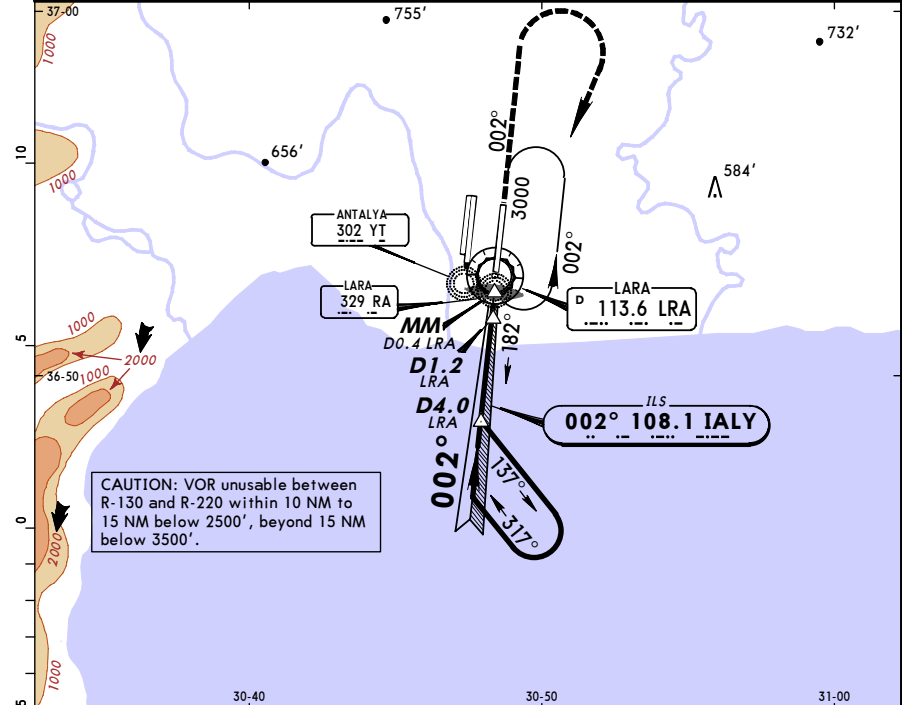 37-00
755'
732'
1000
656'
10
1000
584'
002°
3000
002°
ANTALYA
302 YT
LARA
329 RA
D
LARA
113.6 LRA
MM
D0.4 LRA
182°
D1.2
LRA
1000
2000
5
36-50
1000
D4.0
LRA
ILS
002° 108.1 IALY
002°
137°
317°
CAUTION: VOR unusable between
R-130 and R-220 within 10 NM to
15 NM below 2500', beyond 15 NM
below 3500'.
0
2000
1000
5
30-40
30-50
31-00